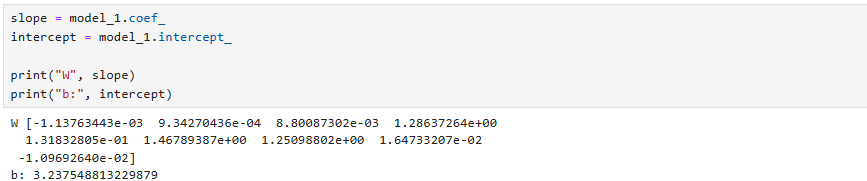 slope = model_1.coef_
intercept = model_1.intercept_
print("W", slope)
print("b:", intercept)
W [-1.13763443e-03 9.34270436e-04 8.80087302e-03 1.28637264e+00
1.31832805e-01 1.46789387e+00 1.25098802e+00 1.64733207e-02
-1.09692640e-02]
b: 3.237548813229879